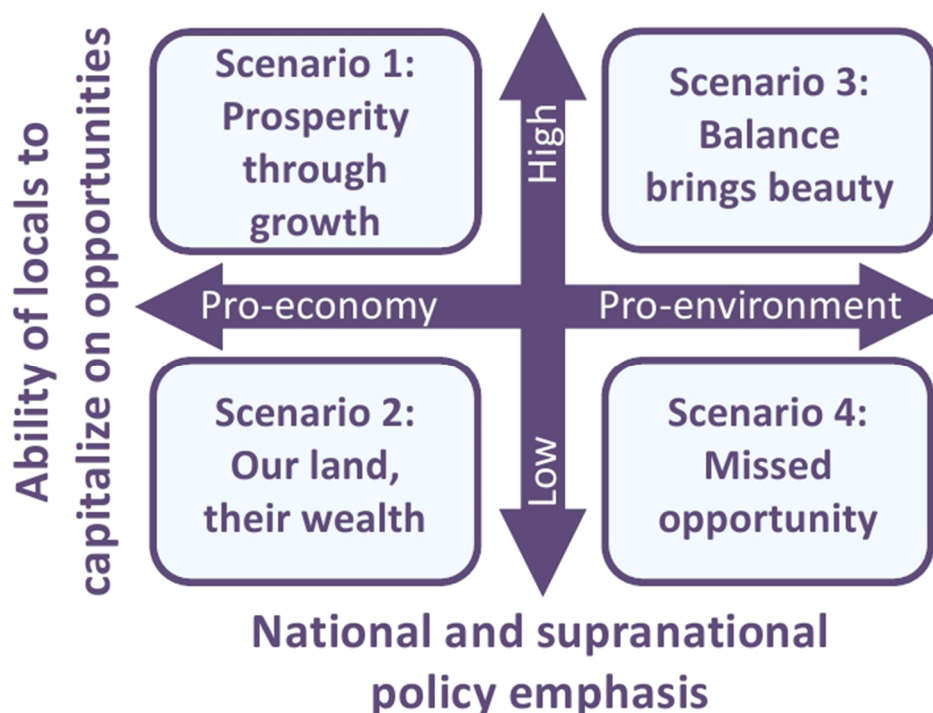 Ability of locals to
capitalize on opportunities
Scenario 1:
Prosperity
through
growth
High
Scenario 3:
Balance
brings beauty
Pro-economy
Pro-environment
Scenario 2:
Our land,
their wealth
Low
Scenario 4:
Missed
opportunity
National and supranational
policy emphasis